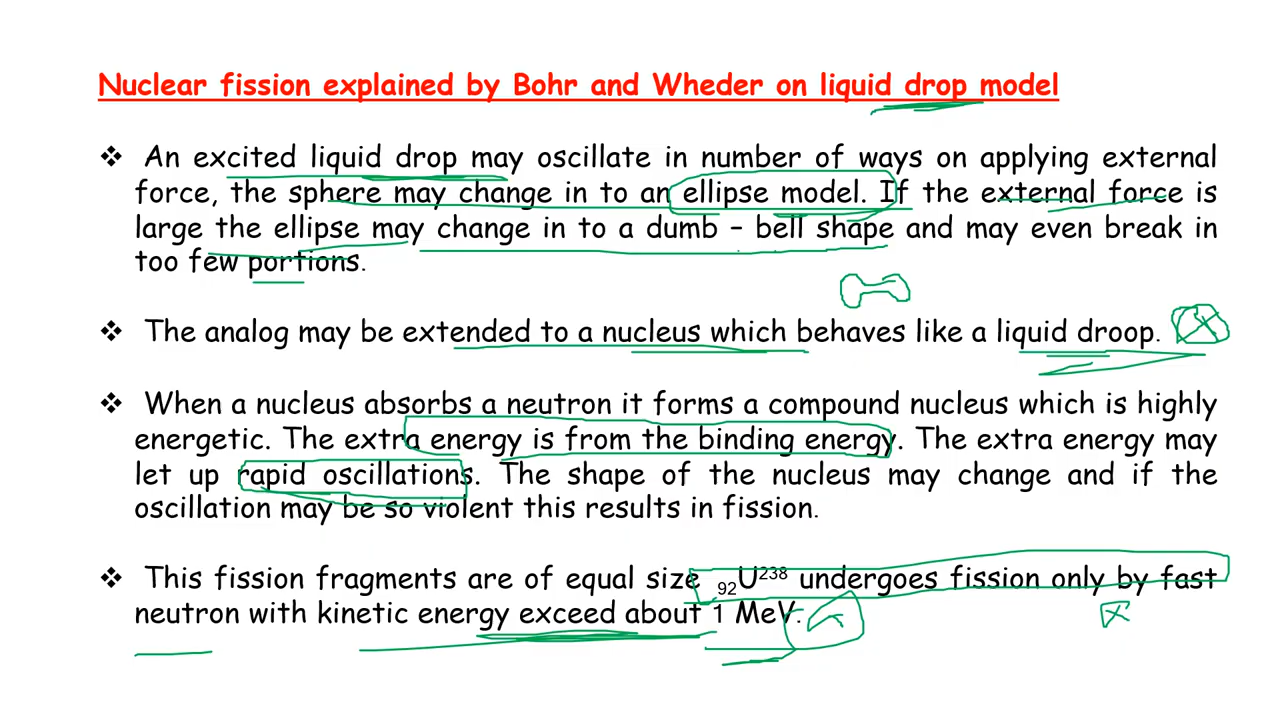 Nuclear fission explained by Bohr and Wheder on liquid drop model
❖ An excited liquid drop may oscillate in number of ways on applying external
force, the sphere may change in to an ellipse model. If the external force is
large the ellipse may change in to a dumb – bell shape and may even break in
too few portions.
❖ The analog may be extended to a nucleus which behaves like a liquid droop.
❖ When a nucleus absorbs a neutron it forms a compound nucleus which is highly
energetic. The extra energy is from the binding energy. The extra energy may
let up rapid oscillations. The shape of the nucleus may change and if the
oscillation may be so violent this results in fission.
❖ This fission fragments are of equal size ₉₂U²³⁸ undergoes fission only by fast
neutron with kinetic energy exceed about 1 MeV.